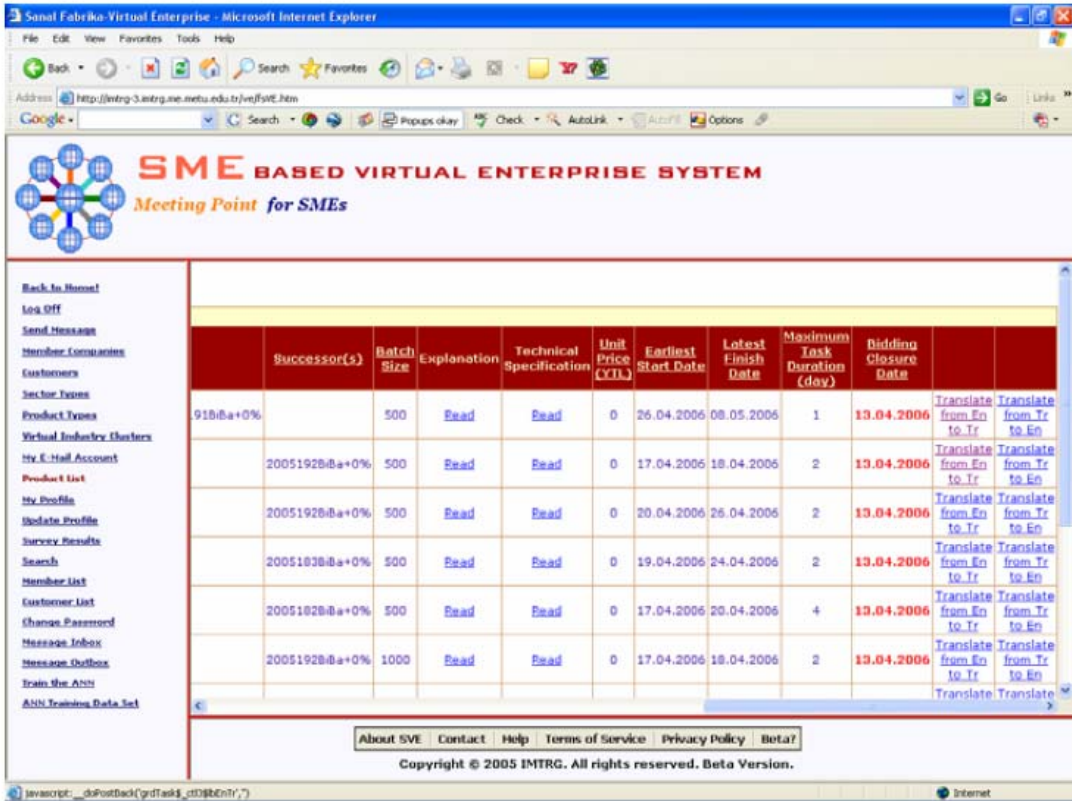 Sanal Fabrika-Virtual Enterprise - Microsoft Internet Explorer
File Edit View Favorites Tools Help
Back Search Favorites
Address http://imtrg-3.imtrg.me.metu.edu.tr/ve/fsVE.htm Go Links
Google Search Popups okay Check AutoLink AutoFill Options
SME BASED VIRTUAL ENTERPRISE SYSTEM
Meeting Point for SMEs
Back to Home!
Log Off
Send Message
Member Companies
Customers
Sector Types
Product Types
Virtual Industry Clusters
My E-Mail Account
Product List
My Profile
Update Profile
Survey Results
Search
Member List
Customer List
Change Password
Message Inbox
Message Outbox
Train the ANN
ANN Training Data Set
Successor(s) Batch Size Explanation Technical Specification Unit Price (YTL) Earliest Start Date Latest Finish Date Maximum Task Duration (day) Bidding Closure Date
.91BiBa+0% 500 Read Read 0 26.04.2006 08.05.2006 1 13.04.2006 Translate from En to Tr Translate from Tr to En
2005192BiBa+0% 500 Read Read 0 17.04.2006 18.04.2006 2 13.04.2006 Translate from En to Tr Translate from Tr to En
2005192BiBa+0% 500 Read Read 0 20.04.2006 26.04.2006 2 13.04.2006 Translate from En to Tr Translate from Tr to En
2005183BiBa+0% 500 Read Read 0 19.04.2006 24.04.2006 2 13.04.2006 Translate from En to Tr Translate from Tr to En
2005182BiBa+0% 500 Read Read 0 17.04.2006 20.04.2006 4 13.04.2006 Translate from En to Tr Translate from Tr to En
2005192BiBa+0% 1000 Read Read 0 17.04.2006 18.04.2006 2 13.04.2006 Translate from En to Tr Translate from Tr to En
Translate Translate
About SVE Contact Help Terms of Service Privacy Policy Beta?
Copyright © 2005 IMTRG. All rights reserved. Beta Version.
Internet